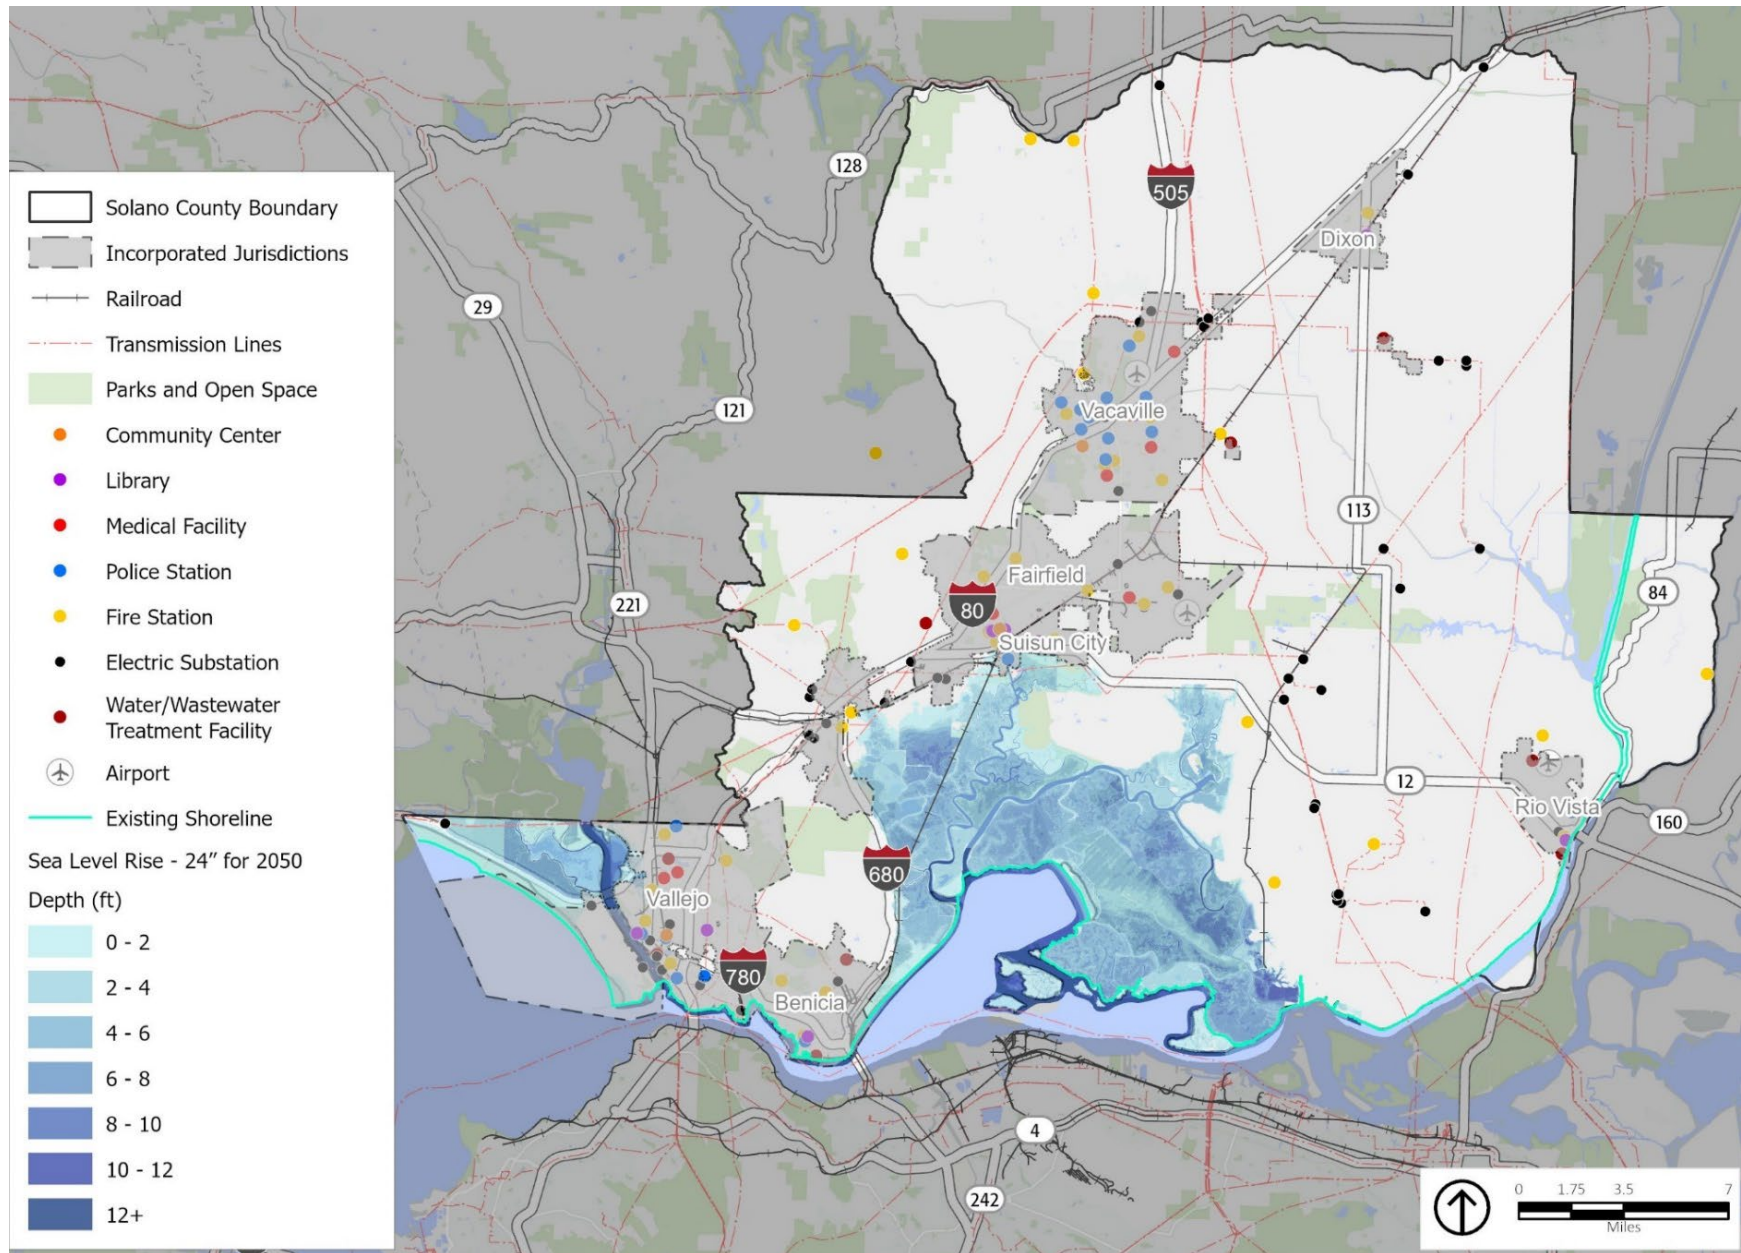 Solano County Boundary
Incorporated Jurisdictions
Railroad
Transmission Lines
Parks and Open Space
Community Center
Library
Medical Facility
Police Station
Fire Station
Electric Substation
Water/Wastewater
Treatment Facility
Airport
Existing Shoreline
Sea Level Rise - 24” for 2050
Depth (ft)
0 - 2
2 - 4
4 - 6
6 - 8
8 - 10
10 - 12
12+
128
505
Dixon
29
121
Vacaville
113
Fairfield
80
221
84
Suisun City
12
Rio Vista
160
680
Vallejo
780
Benicia
4
242
0 1.75 3.5 7
Miles